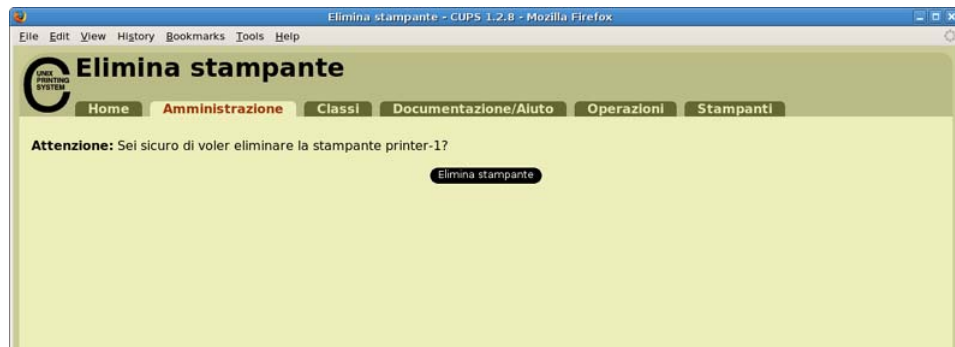 Elimina stampante - CUPS 1.2.8 - Mozilla Firefox
File Edit View History Bookmarks Tools Help
UNIX
PRINTING
SYSTEM
Elimina stampante
Home Amministrazione Classi Documentazione/Aiuto Operazioni Stampanti
Attenzione: Sei sicuro di voler eliminare la stampante printer-1?
Elimina stampante